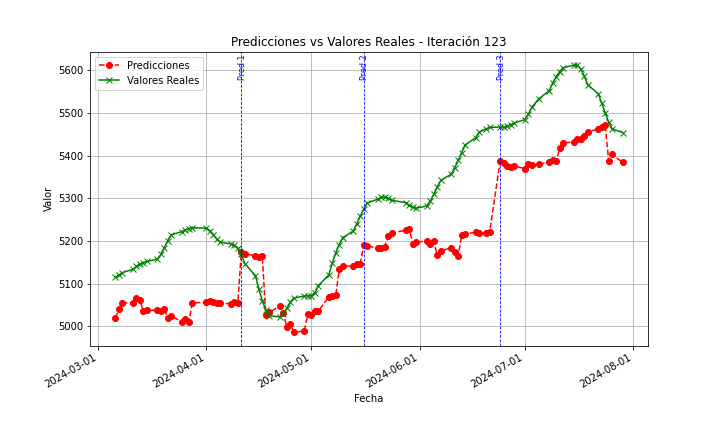 Predicciones vs Valores Reales - Iteración 123
Predicciones
Valores Reales
Pred 1
Pred 2
Pred 3
5600
5500
5400
5300
5200
5100
5000
Valor
2024-03-01
2024-04-01
2024-05-01
2024-06-01
2024-07-01
2024-08-01
Fecha